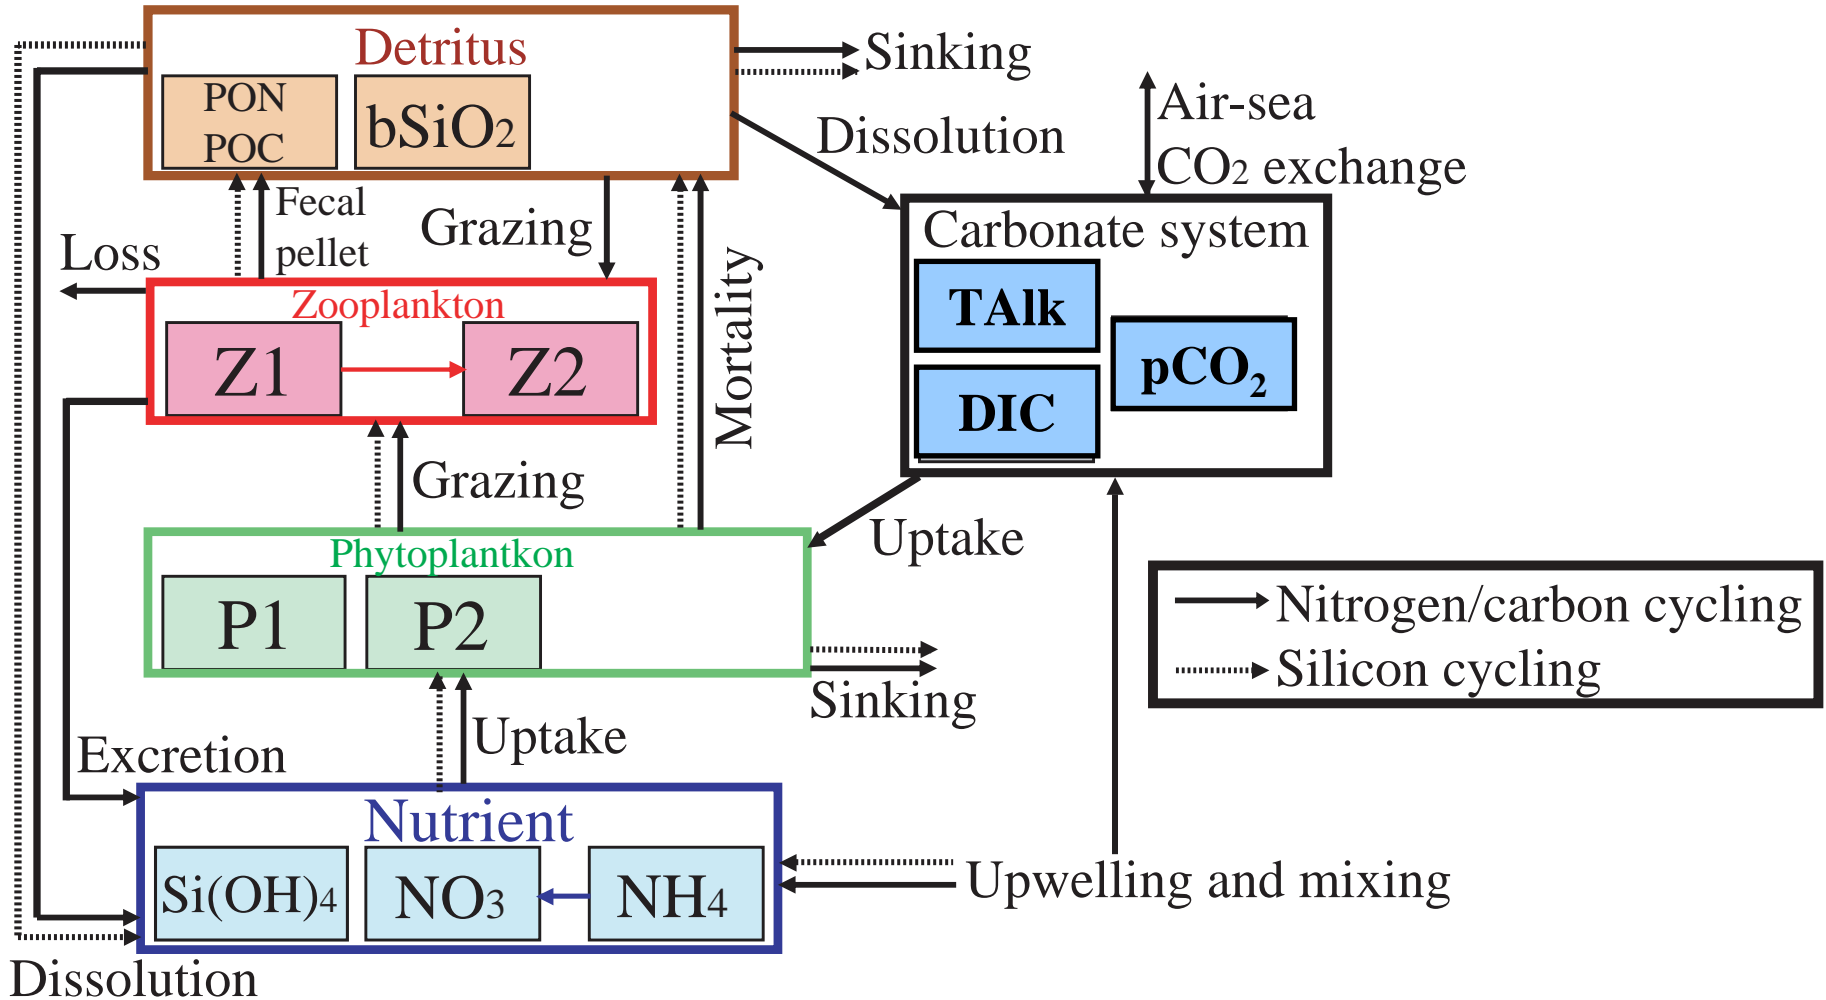 Detritus
PON
POC
bSiO2
Sinking
Dissolution
Air-sea
CO2 exchange
Fecal
pellet
Grazing
Loss
Zooplankton
Z1
Z2
Mortality
Carbonate system
TAlk
pCO2
DIC
Grazing
Uptake
Phytoplantkon
P1
P2
Nitrogen/carbon cycling
Silicon cycling
Sinking
Uptake
Excretion
Nutrient
Si(OH)4
NO3
NH4
Upwelling and mixing
Dissolution